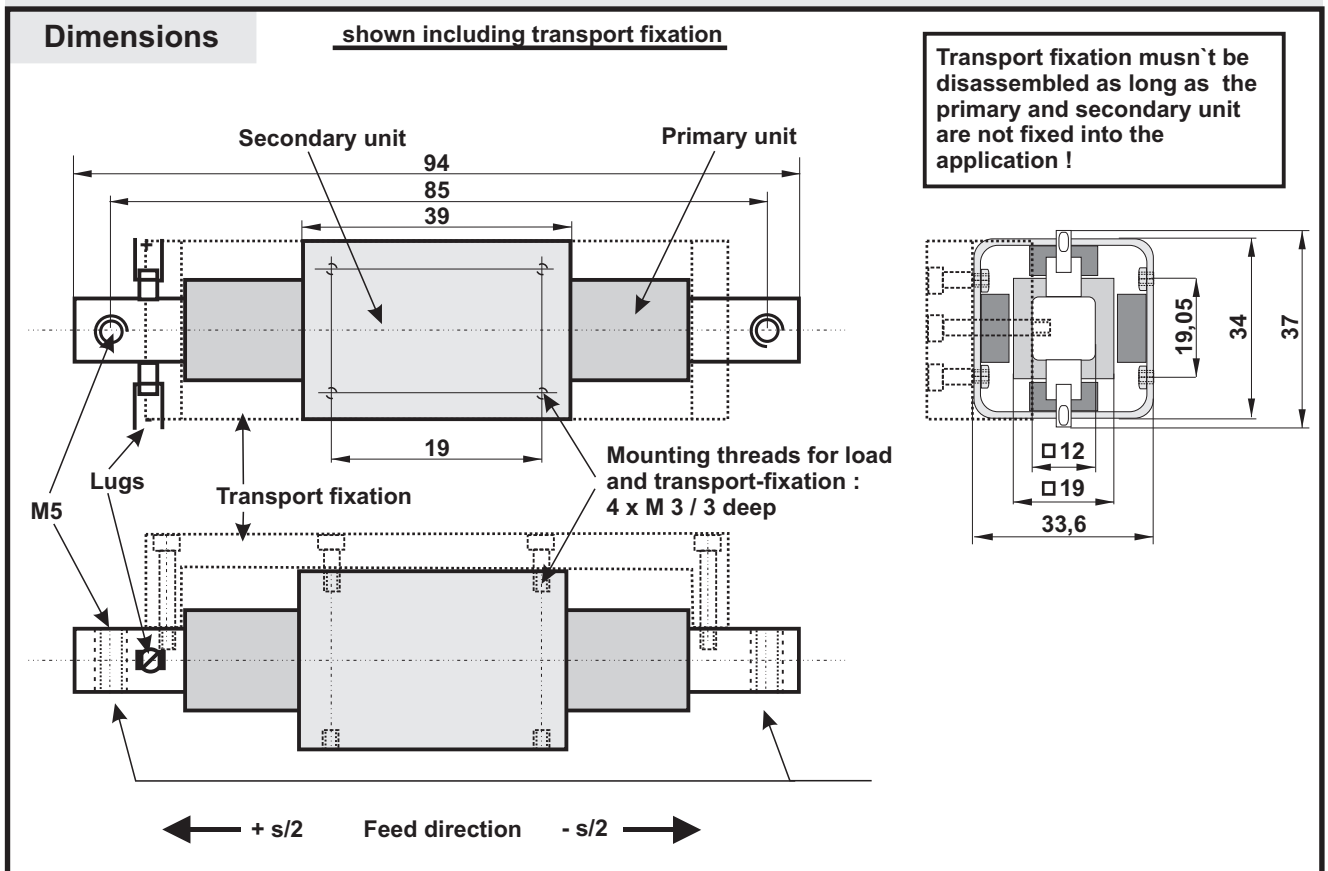 Dimensions
shown including transport fixation
Transport fixation musn`t be
disassembled as long as the
primary and secondary unit
are not fixed into the
application !
Secondary unit
Primary unit
94
85
39
+
19
Mounting threads for load
and transport-fixation :
4 x M 3 / 3 deep
M5
Lugs
Transport fixation
19,05
34
37
□12
□19
33,6
+ s/2 Feed direction - s/2